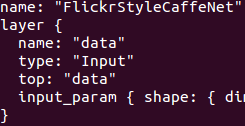 name: "FlickrStyleCaffeNet"
layer {
  name: "data"
  type: "Input"
  top: "data"
  input_param { shape: { di
}